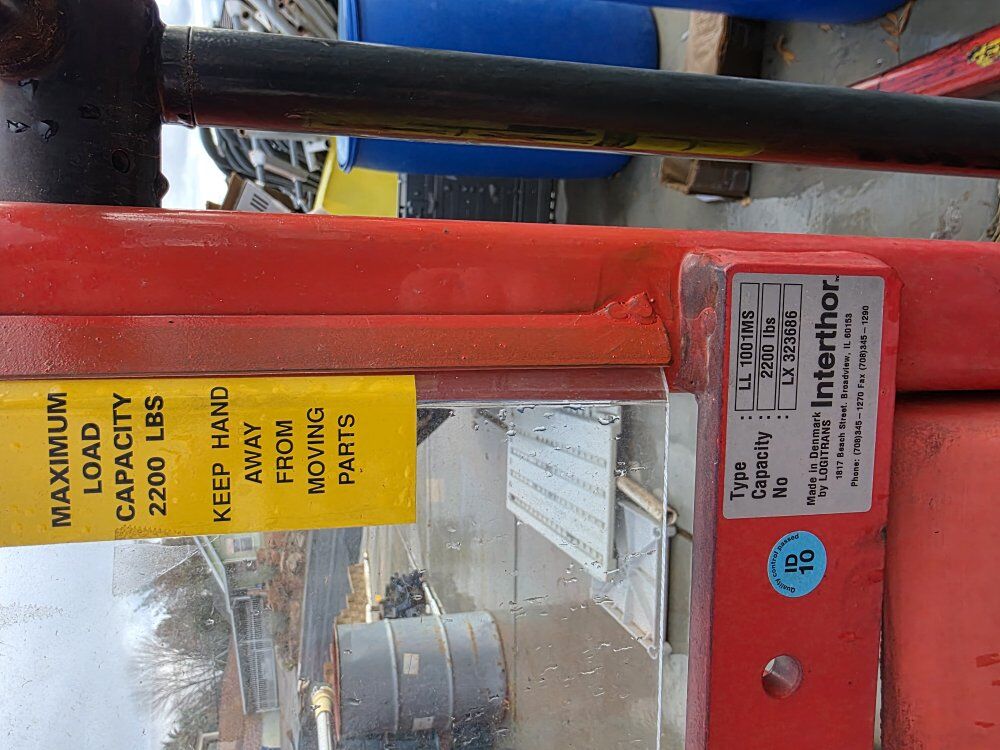 MAXIMUM
LOAD
CAPACITY
2200 LBS
KEEP HAND
AWAY
FROM
MOVING
PARTS
Type : LL 1001MS
Capacity : 2200 lbs
No : LX 323686
Made in Denmark
by LOGITRANS
Interthor
1817 Beach Street. Broadview, IL 60153
Phone: (708)345-1270 Fax (708)345-1290
Quality control passed
ID
10